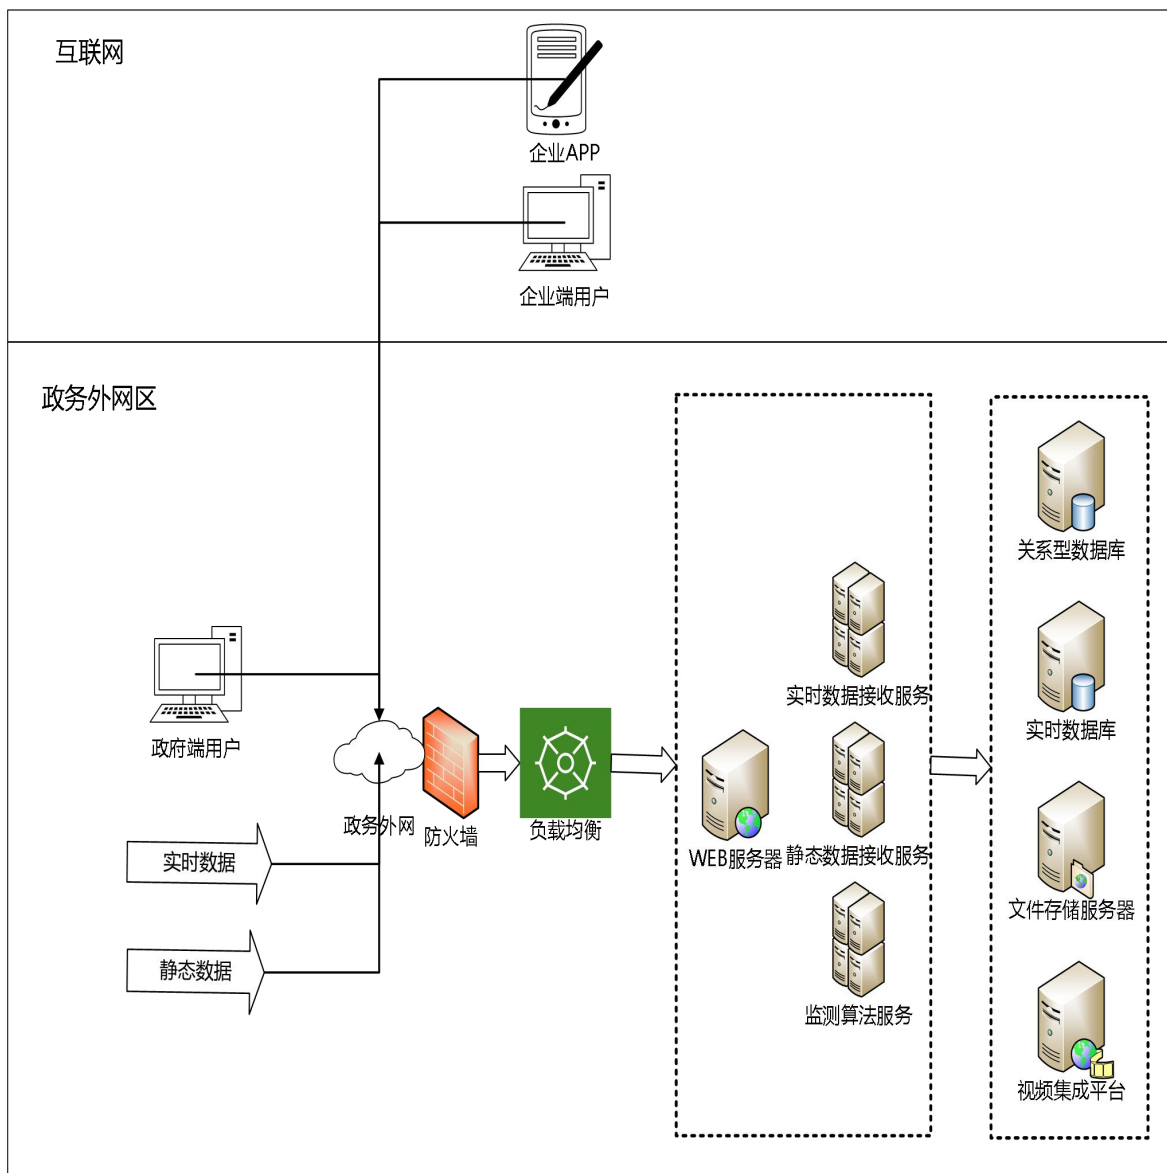 互联网
企业APP
企业端用户
政务外网区
关系型数据库
实时数据接收服务
实时数据库
政府端用户
政务外网
防火墙
负载均衡
WEB服务器
静态数据接收服务
实时数据
文件存储服务器
静态数据
监测算法服务
视频集成平台